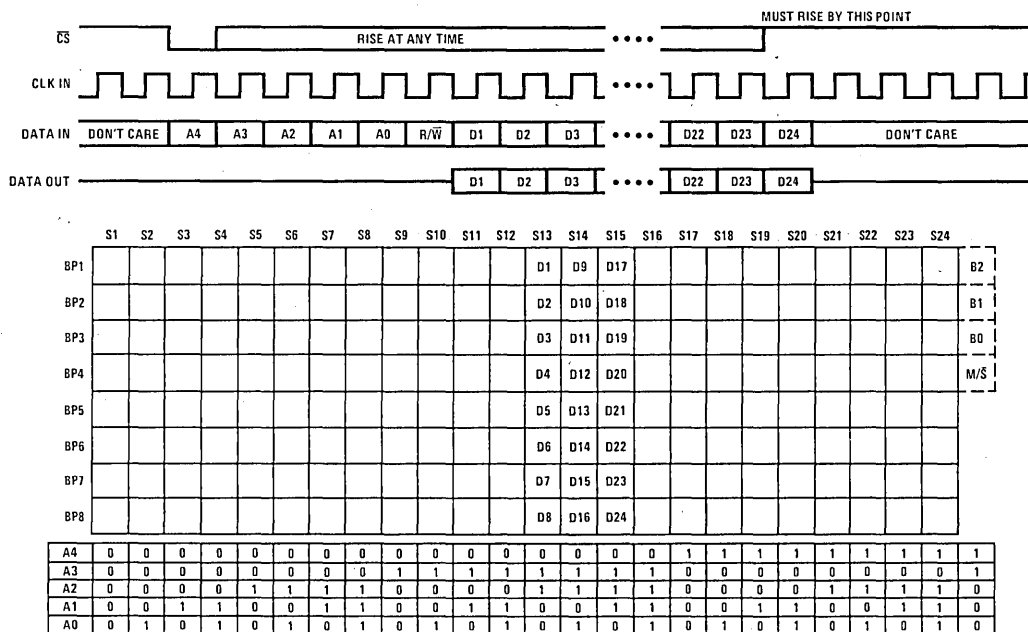 MUST RISE BY THIS POINT
C̅S̅ RISE AT ANY TIME ••••
CLK IN ••••
DATA IN DON'T CARE A4 A3 A2 A1 A0 R/W̅ D1 D2 D3 •••• D22 D23 D24 DON'T CARE
DATA OUT D1 D2 D3 •••• D22 D23 D24
S1 S2 S3 S4 S5 S6 S7 S8 S9 S10 S11 S12 S13 S14 S15 S16 S17 S18 S19 S20 S21 S22 S23 S24
BP1 D1 D9 D17 B2
BP2 D2 D10 D18 B1
BP3 D3 D11 D19 B0
BP4 D4 D12 D20 M/S̅
BP5 D5 D13 D21
BP6 D6 D14 D22
BP7 D7 D15 D23
BP8 D8 D16 D24
A4 0 0 0 0 0 0 0 0 0 0 0 0 0 0 0 0 1 1 1 1 1 1 1 1 1
A3 0 0 0 0 0 0 0 0 1 1 1 1 1 1 1 1 0 0 0 0 0 0 0 0 1
A2 0 0 0 0 1 1 1 1 0 0 0 0 1 1 1 1 0 0 0 0 1 1 1 1 0
A1 0 0 1 1 0 0 1 1 0 0 1 1 0 0 1 1 0 0 1 1 0 0 1 1 0
A0 0 1 0 1 0 1 0 1 0 1 0 1 0 1 0 1 0 1 0 1 0 1 0 1 0